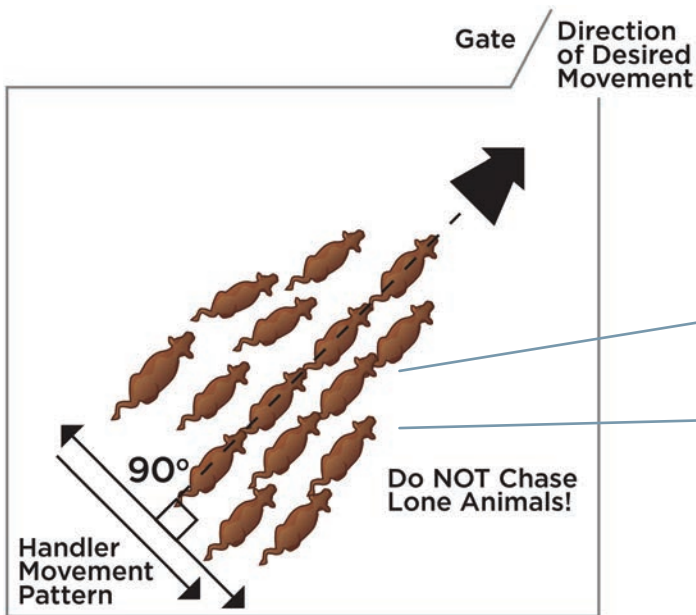 Gate
Direction
of Desired
Movement
90°
Do NOT Chase
Lone Animals!
Handler
Movement
Pattern